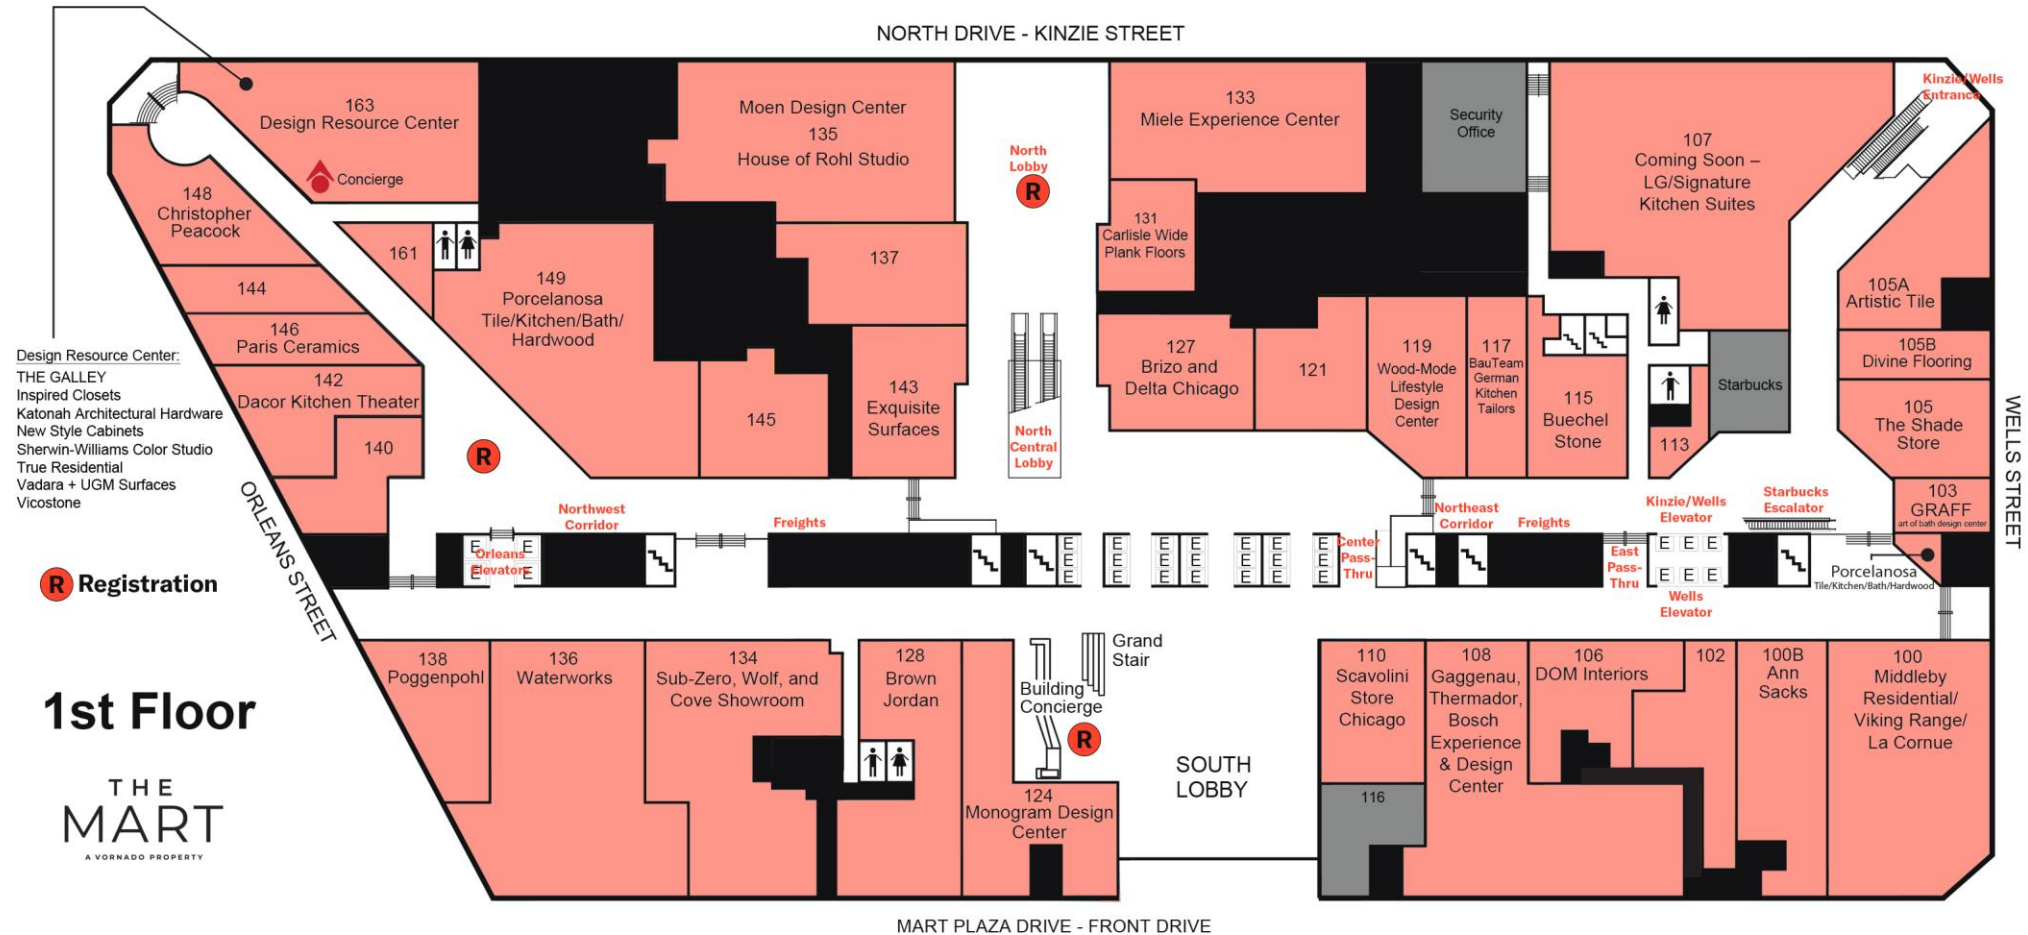 NORTH DRIVE - KINZIE STREET
163
Design Resource Center
Concierge
Moen Design Center
135
House of Rohl Studio
North
Lobby
R
133
Miele Experience Center
Security
Office
107
Coming Soon –
LG/Signature
Kitchen Suites
Kinzie/Wells
Entrance
148
Christopher
Peacock
161
149
Porcelanosa
Tile/Kitchen/Bath/
Hardwood
137
131
Carlisle Wide
Plank Floors
105A
Artistic Tile
144
146
Paris Ceramics
142
Dacor Kitchen Theater
140
145
143
Exquisite
Surfaces
North
Central
Lobby
127
Brizo and
Delta Chicago
121
119
Wood-Mode
Lifestyle
Design
Center
117
BauTeam
German
Kitchen
Tailors
115
Buechel
Stone
113
Starbucks
105B
Divine Flooring
105
The Shade
Store
103
GRAFF
art of bath design center
WELLS STREET
Design Resource Center:
THE GALLEY
Inspired Closets
Katonah Architectural Hardware
New Style Cabinets
Sherwin-Williams Color Studio
True Residential
Vadara + UGM Surfaces
Vicostone
ORLEANS STREET
R
R Registration
Northwest
Corridor
Freights
Orleans
Elevators
E E
E E
E E E E E E E
E E E E E E E
E E E E E E E
Center
Pass-
Thru
Northeast
Corridor
Freights
East
Pass-
Thru
Kinzie/Wells
Elevator
E E E
E E E
Wells
Elevator
Starbucks
Escalator
Porcelanosa
Tile/Kitchen/Bath/Hardwood
1st Floor
THE
MART
A VORNADO PROPERTY
138
Poggenpohl
136
Waterworks
134
Sub-Zero, Wolf, and
Cove Showroom
128
Brown
Jordan
Grand
Stair
Building
Concierge
R
124
Monogram Design
Center
SOUTH
LOBBY
110
Scavolini
Store
Chicago
116
108
Gaggenau,
Thermador,
Bosch
Experience
& Design
Center
106
DOM Interiors
102
100B
Ann
Sacks
100
Middleby
Residential/
Viking Range/
La Cornue
MART PLAZA DRIVE - FRONT DRIVE